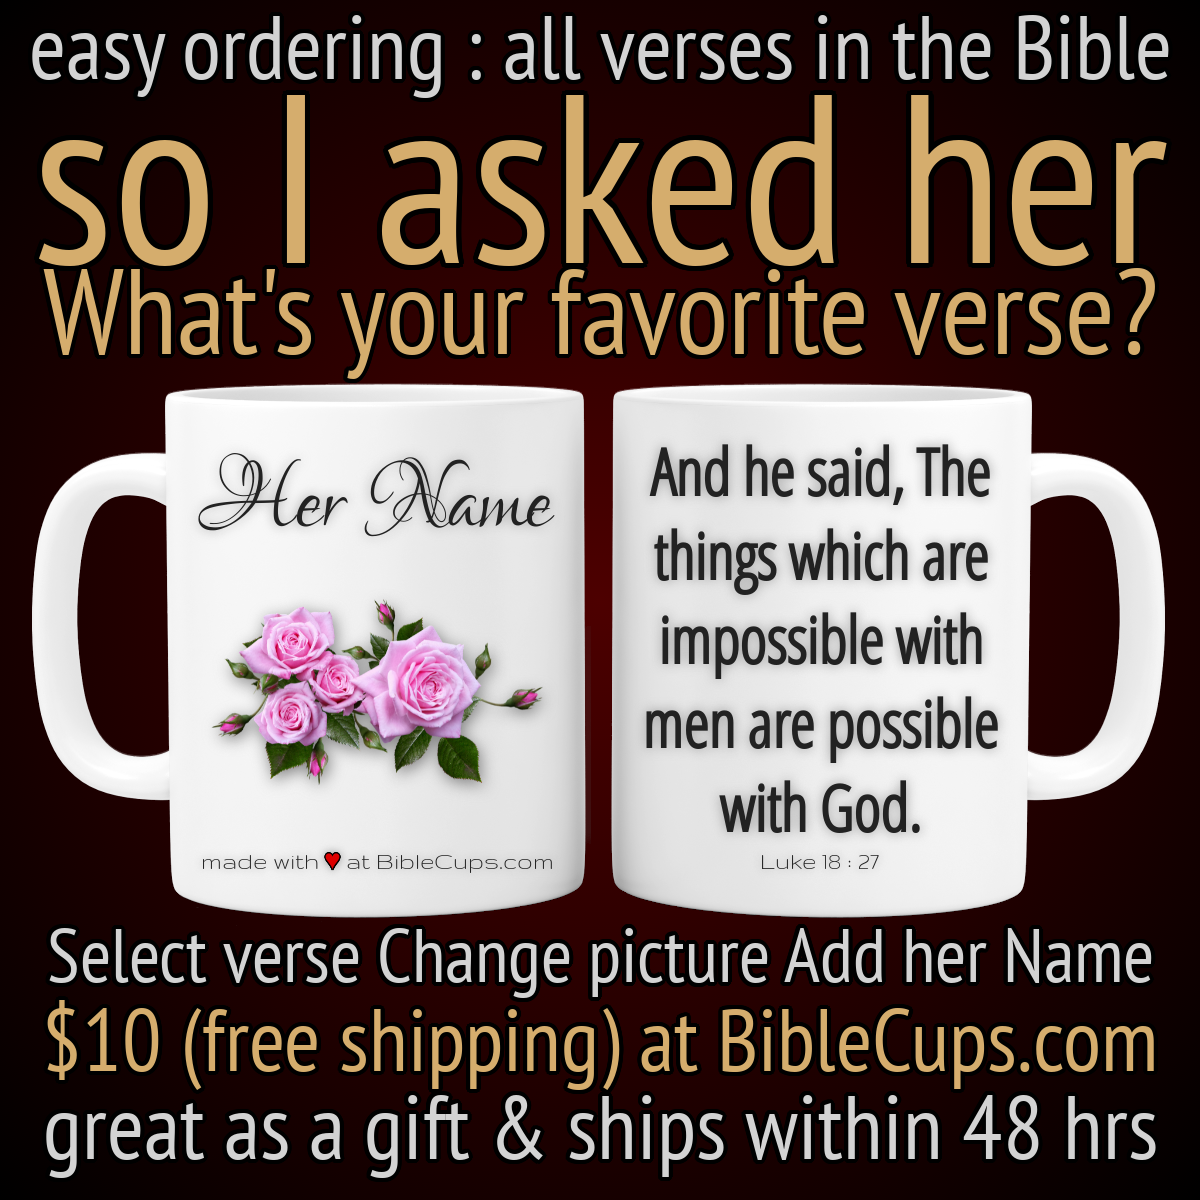 easy ordering : all verses in the Bible
so I asked her
What's your favorite verse?
Her Name
made with at BibleCups.com
And he said, The
things which are
impossible with
men are possible
with God.
Luke 18 : 27
Select verse Change picture Add her Name
$10 (free shipping) at BibleCups.com
great as a gift & ships within 48 hrs